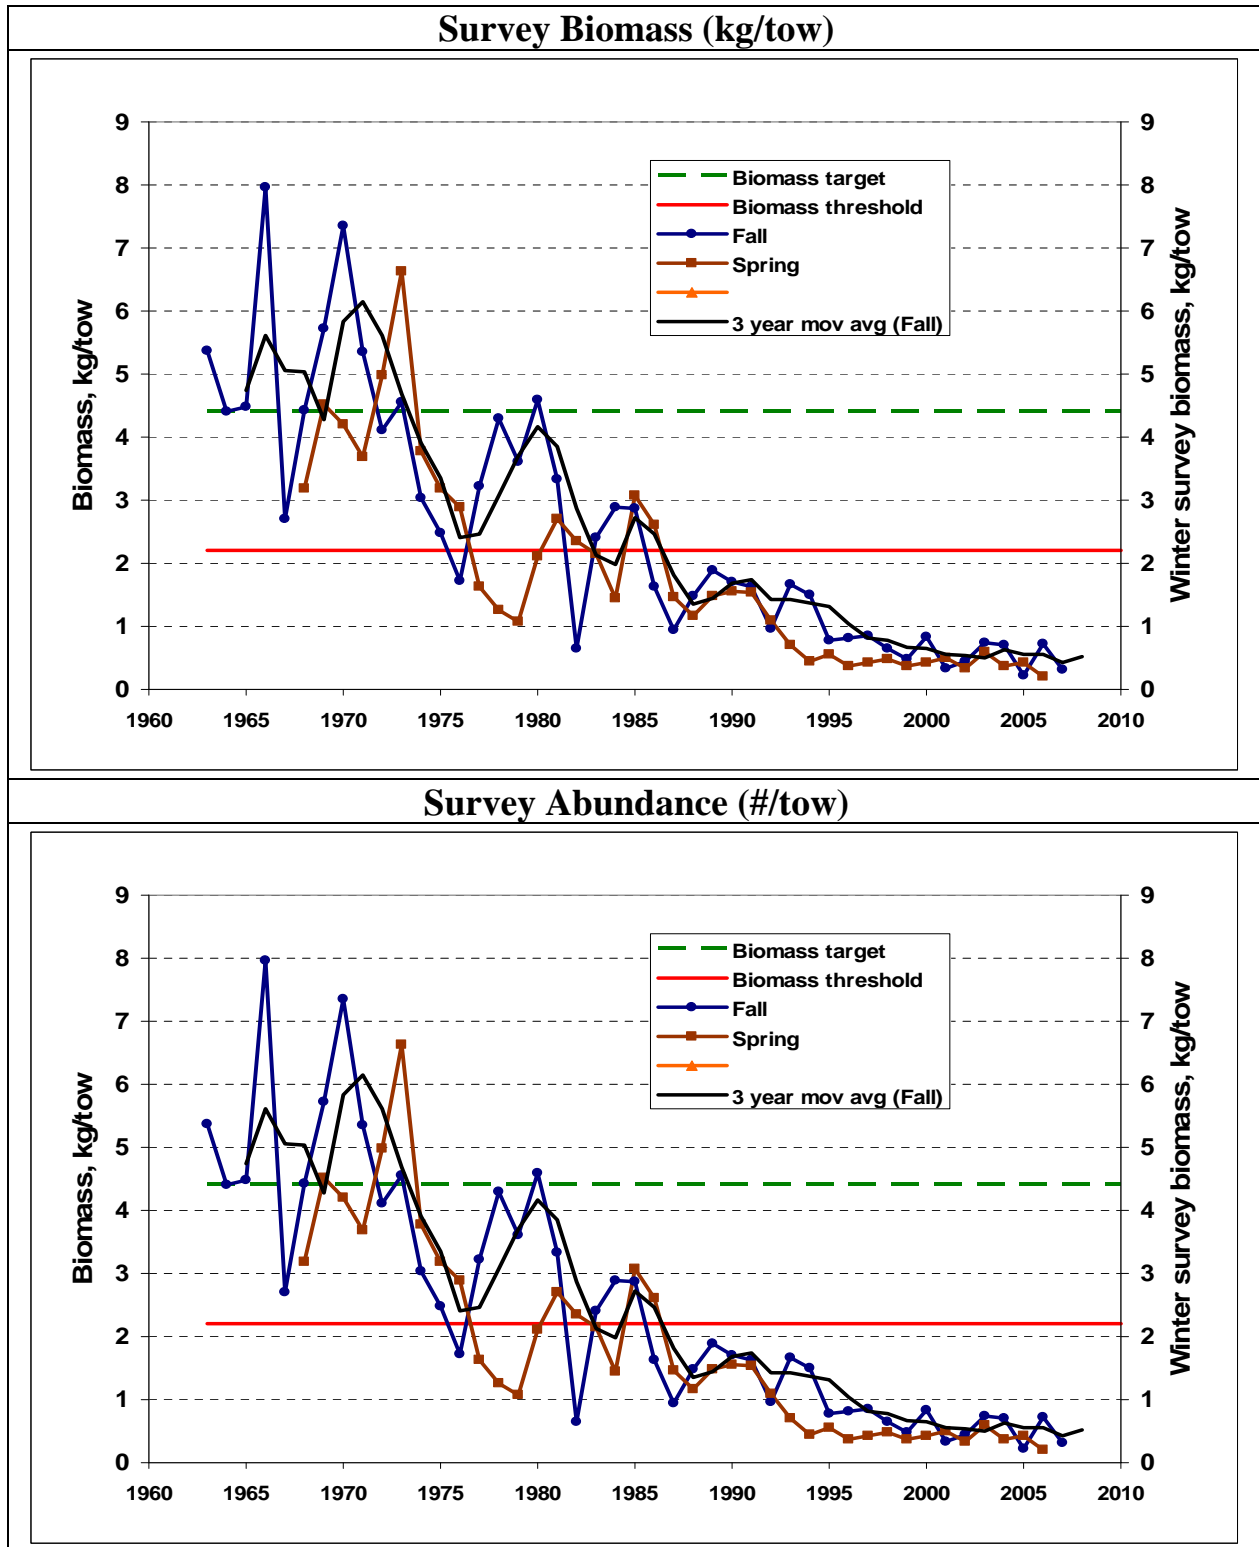 Survey Biomass (kg/tow)
9
8
7
6
5
4
3
2
1
0
Biomass, kg/tow
Biomass target
Biomass threshold
Fall
Spring
3 year mov avg (Fall)
9
8
7
6
5
4
3
2
1
0
Winter survey biomass, kg/tow
1960 1965 1970 1975 1980 1985 1990 1995 2000 2005 2010
Survey Abundance (#/tow)
9
8
7
6
5
4
3
2
1
0
Biomass, kg/tow
Biomass target
Biomass threshold
Fall
Spring
3 year mov avg (Fall)
9
8
7
6
5
4
3
2
1
0
Winter survey biomass, kg/tow
1960 1965 1970 1975 1980 1985 1990 1995 2000 2005 2010